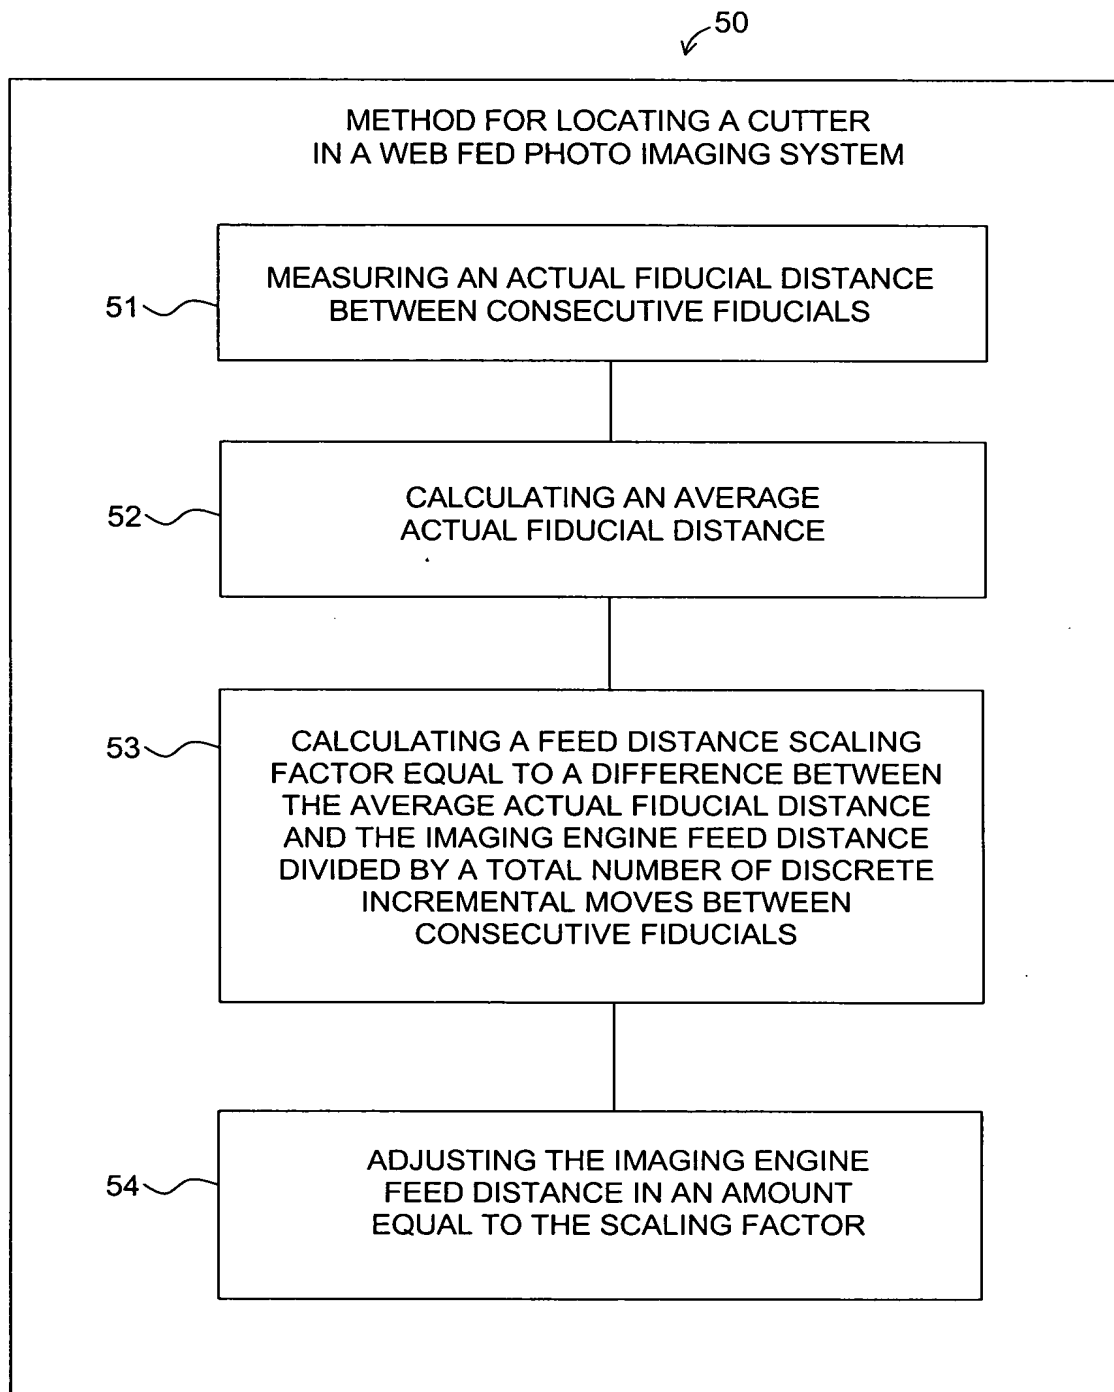 50
METHOD FOR LOCATING A CUTTER
IN A WEB FED PHOTO IMAGING SYSTEM
51
MEASURING AN ACTUAL FIDUCIAL DISTANCE
BETWEEN CONSECUTIVE FIDUCIALS
52
CALCULATING AN AVERAGE
ACTUAL FIDUCIAL DISTANCE
53
CALCULATING A FEED DISTANCE SCALING
FACTOR EQUAL TO A DIFFERENCE BETWEEN
THE AVERAGE ACTUAL FIDUCIAL DISTANCE
AND THE IMAGING ENGINE FEED DISTANCE
DIVIDED BY A TOTAL NUMBER OF DISCRETE
INCREMENTAL MOVES BETWEEN
CONSECUTIVE FIDUCIALS
54
ADJUSTING THE IMAGING ENGINE
FEED DISTANCE IN AN AMOUNT
EQUAL TO THE SCALING FACTOR